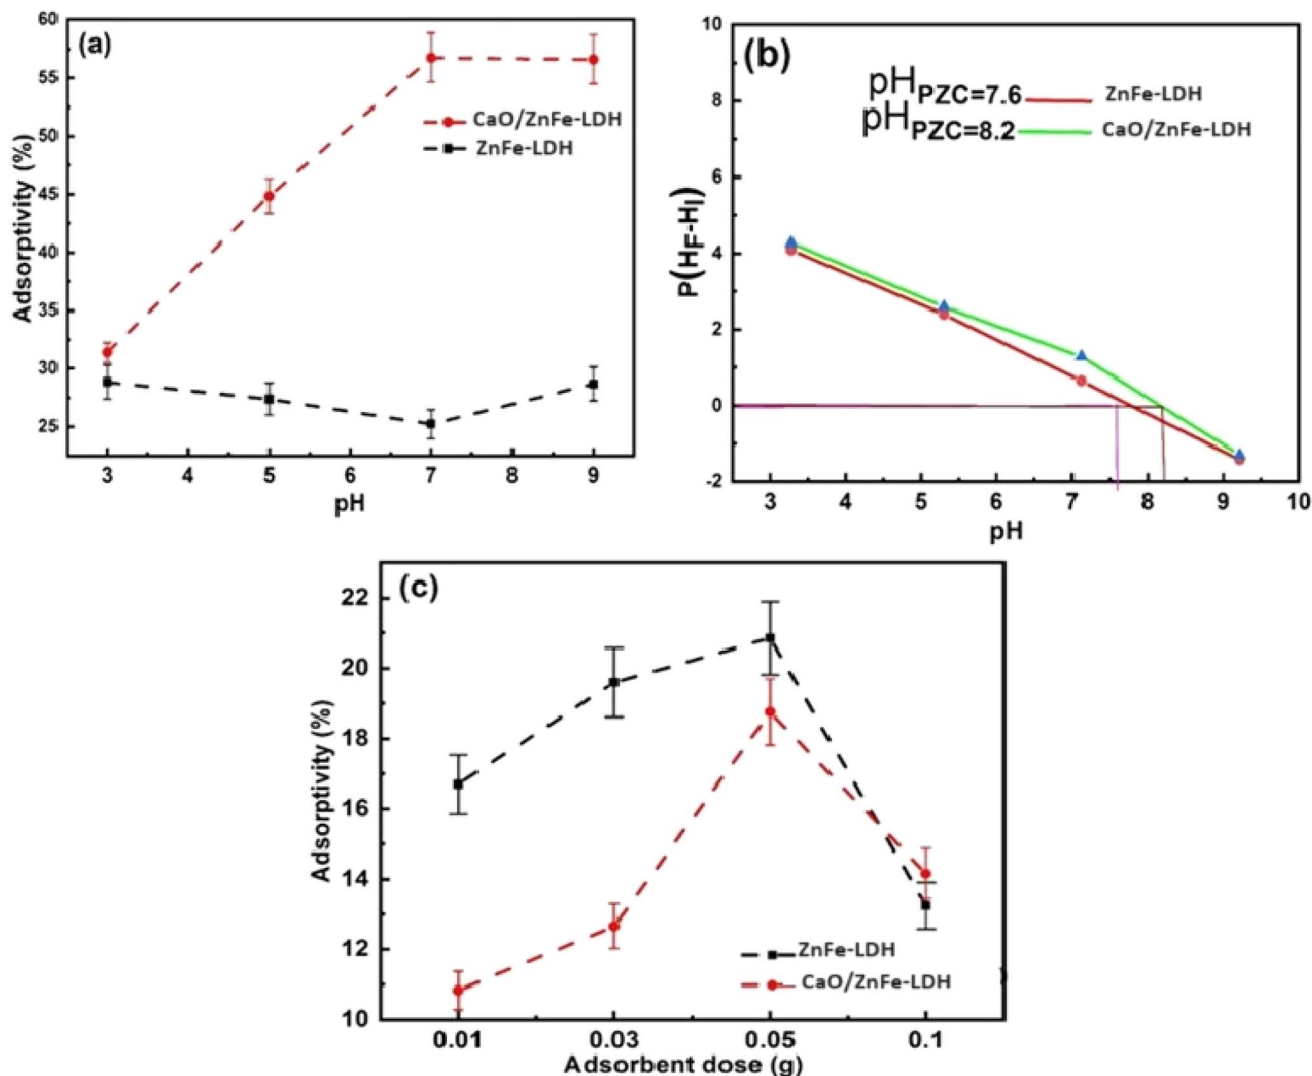 (a)
60
55
50
45
40
35
30
25
Adsorptivity (%)
CaO/ZnFe-LDH
ZnFe-LDH
3 4 5 6 7 8 9
pH
(b)
10
8
6
4
2
0
-2
P(HF-HI)
pHPZC=7.6 ZnFe-LDH
pHPZC=8.2 CaO/ZnFe-LDH
3 4 5 6 7 8 9 10
pH
(c)
22
20
18
16
14
12
10
Adsorptivity (%)
ZnFe-LDH
CaO/ZnFe-LDH
0.01 0.03 0.05 0.1
Adsorbent dose (g)